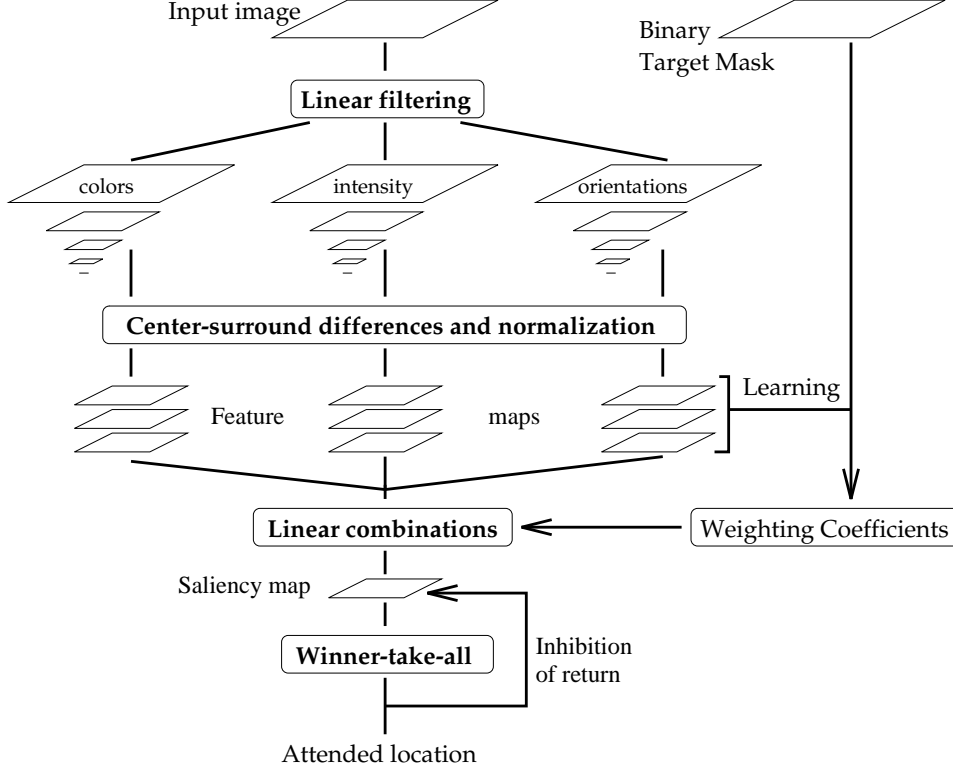 Input image
Binary
Target Mask
Linear filtering
colors
intensity
orientations
Center-surround differences and normalization
Feature
maps
Learning
Linear combinations
Weighting Coefficients
Saliency map
Winner-take-all
Inhibition
of return
Attended location